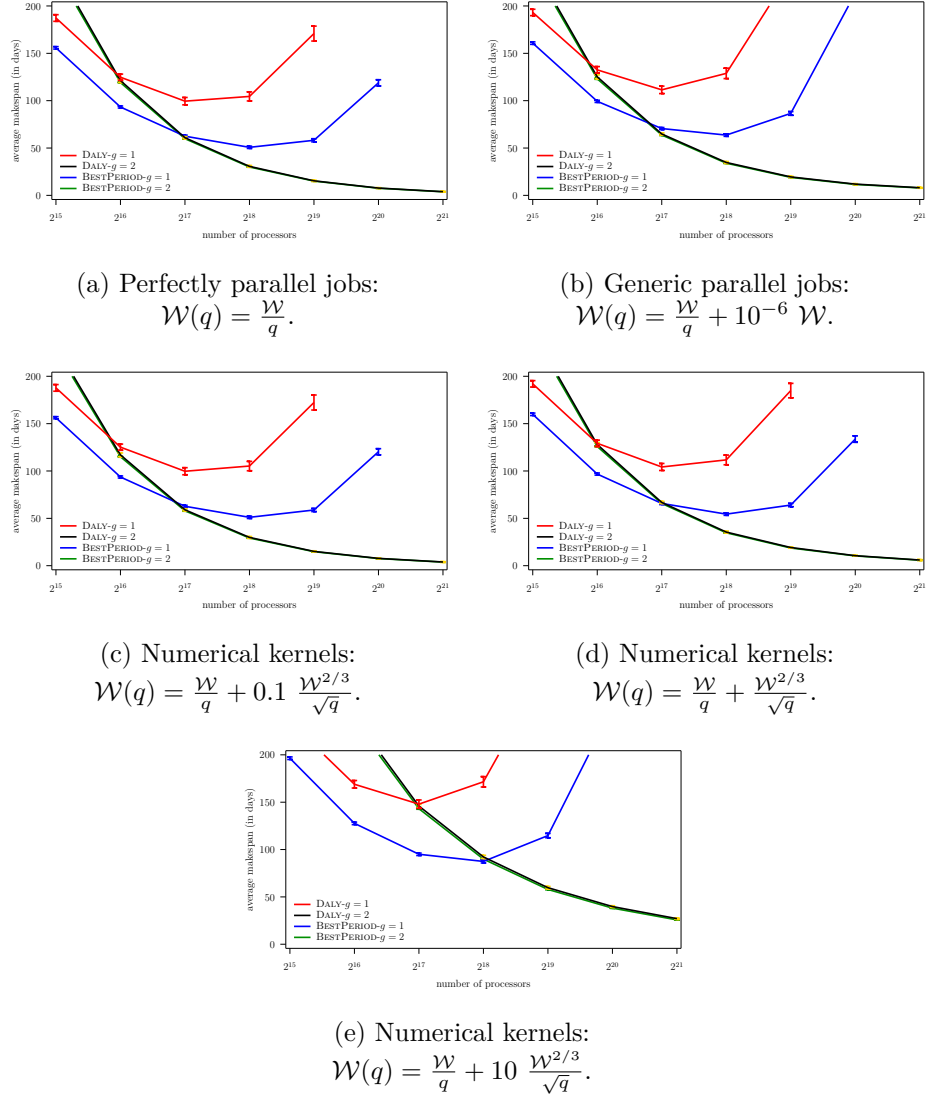 200
150
100
50
0
average makespan (in days)
DALY-g = 1
DALY-g = 2
BESTPERIOD-g = 1
BESTPERIOD-g = 2
2^15 2^16 2^17 2^18 2^19 2^20 2^21
number of processors
(a) Perfectly parallel jobs:
W(q) = W/q.
200
150
100
50
0
average makespan (in days)
DALY-g = 1
DALY-g = 2
BESTPERIOD-g = 1
BESTPERIOD-g = 2
2^15 2^16 2^17 2^18 2^19 2^20 2^21
number of processors
(b) Generic parallel jobs:
W(q) = W/q + 10^−6 W.
200
150
100
50
0
average makespan (in days)
DALY-g = 1
DALY-g = 2
BESTPERIOD-g = 1
BESTPERIOD-g = 2
2^15 2^16 2^17 2^18 2^19 2^20 2^21
number of processors
(c) Numerical kernels:
W(q) = W/q + 0.1 W^2/3/√q.
200
150
100
50
0
average makespan (in days)
DALY-g = 1
DALY-g = 2
BESTPERIOD-g = 1
BESTPERIOD-g = 2
2^15 2^16 2^17 2^18 2^19 2^20 2^21
number of processors
(d) Numerical kernels:
W(q) = W/q + W^2/3/√q.
200
150
100
50
0
average makespan (in days)
DALY-g = 1
DALY-g = 2
BESTPERIOD-g = 1
BESTPERIOD-g = 2
2^15 2^16 2^17 2^18 2^19 2^20 2^21
number of processors
(e) Numerical kernels:
W(q) = W/q + 10 W^2/3/√q.